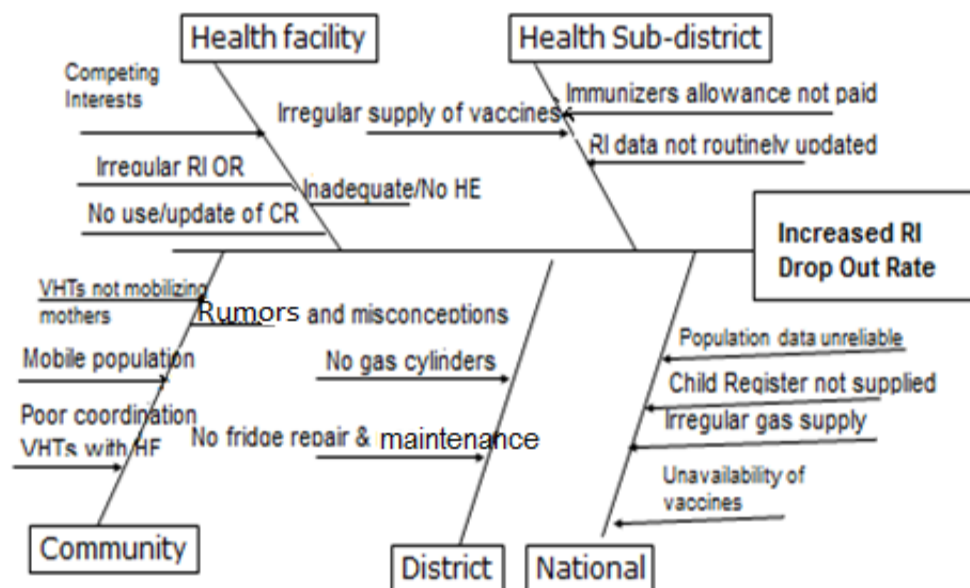 Health facility
Health Sub-district
Competing
Interests
Irregular supply of vaccines
Immunizers allowance not paid
Irregular RI OR
RI data not routinely updated
Inadequate/No HE
No use/update of CR
Increased RI
Drop Out Rate
VHTs not mobilizing
mothers
Rumors and misconceptions
Mobile population
No gas cylinders
Population data unreliable
Child Register not supplied
Poor coordination
VHTs with HF
No fridge repair & maintenance
Irregular gas supply
Unavailability of
vaccines
Community
District
National